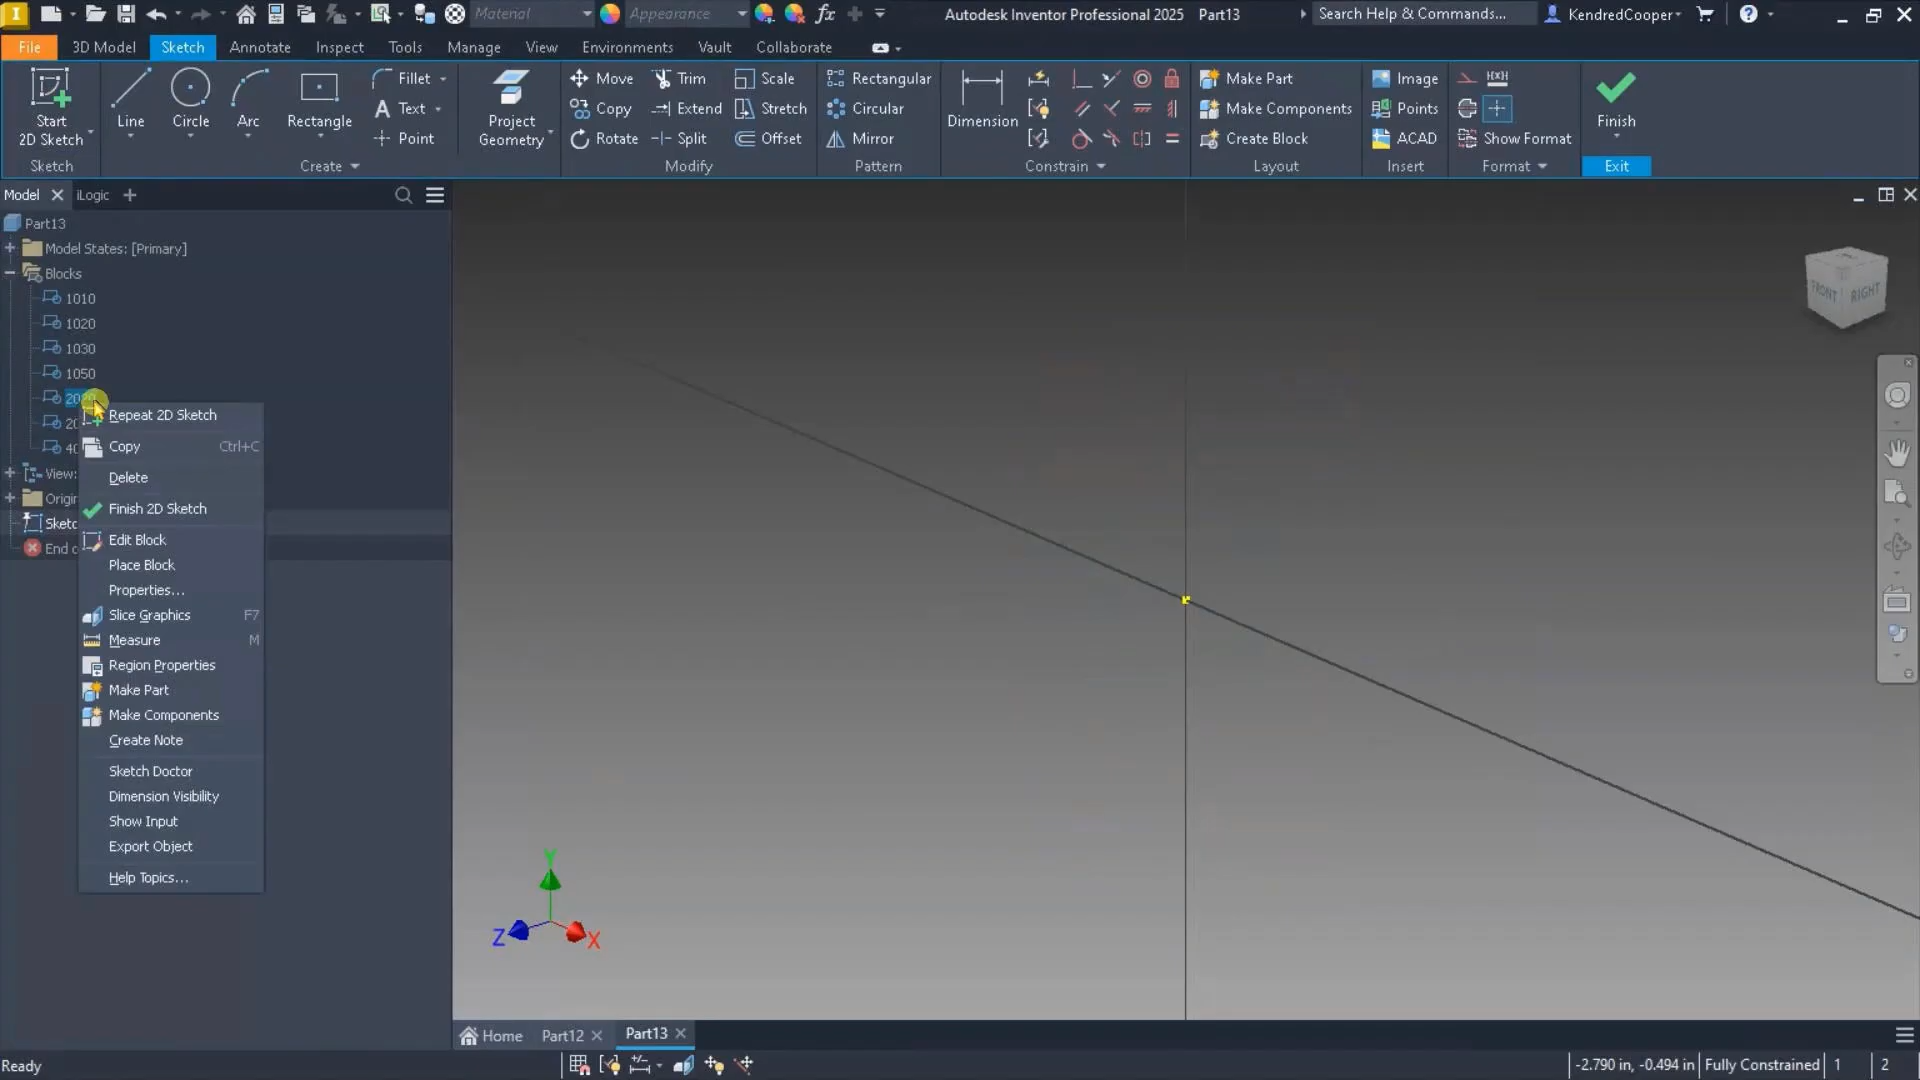 Material
Appearance
fx
Autodesk Inventor Professional 2025 Part13
Search Help & Commands...
KendredCooper
File
3D Model
Sketch
Annotate
Inspect
Tools
Manage
View
Environments
Vault
Collaborate
Start
2D Sketch
Line
Circle
Arc
Rectangle
Fillet
Text
Point
Project
Geometry
Move
Copy
Rotate
Trim
Extend
Split
Scale
Stretch
Offset
Rectangular
Circular
Mirror
Dimension
Make Part
Make Components
Create Block
Image
Points
ACAD
Show Format
Finish
Sketch
Create
Modify
Pattern
Constrain
Layout
Insert
Format
Exit
Model
iLogic
Part13
Model States: [Primary]
Blocks
1010
1020
1030
1050
View:
Repeat 2D Sketch
Copy Ctrl+C
Delete
Finish 2D Sketch
Edit Block
Place Block
Properties...
Slice Graphics F7
Measure M
Region Properties
Make Part
Make Components
Create Note
Sketch Doctor
Dimension Visibility
Show Input
Export Object
Help Topics...
FRONT
RIGHT
Y
Z
X
Home
Part12
Part13
Ready
-2.790 in, -0.494 in
Fully Constrained
1
2